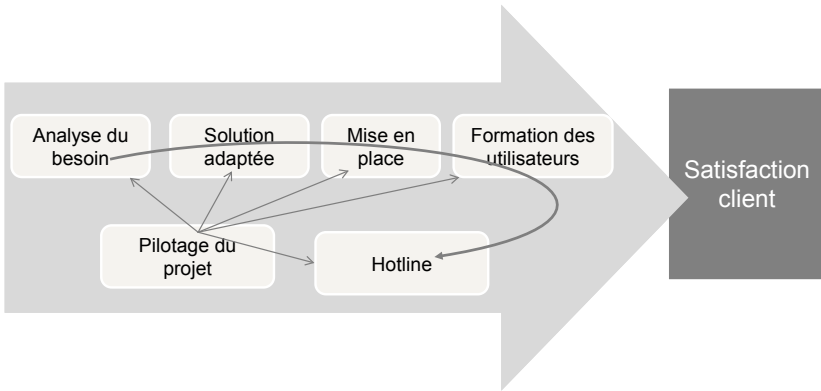 Analyse du
besoin
Solution
adaptée
Mise en
place
Formation des
utilisateurs
Pilotage du
projet
Hotline
Satisfaction
client